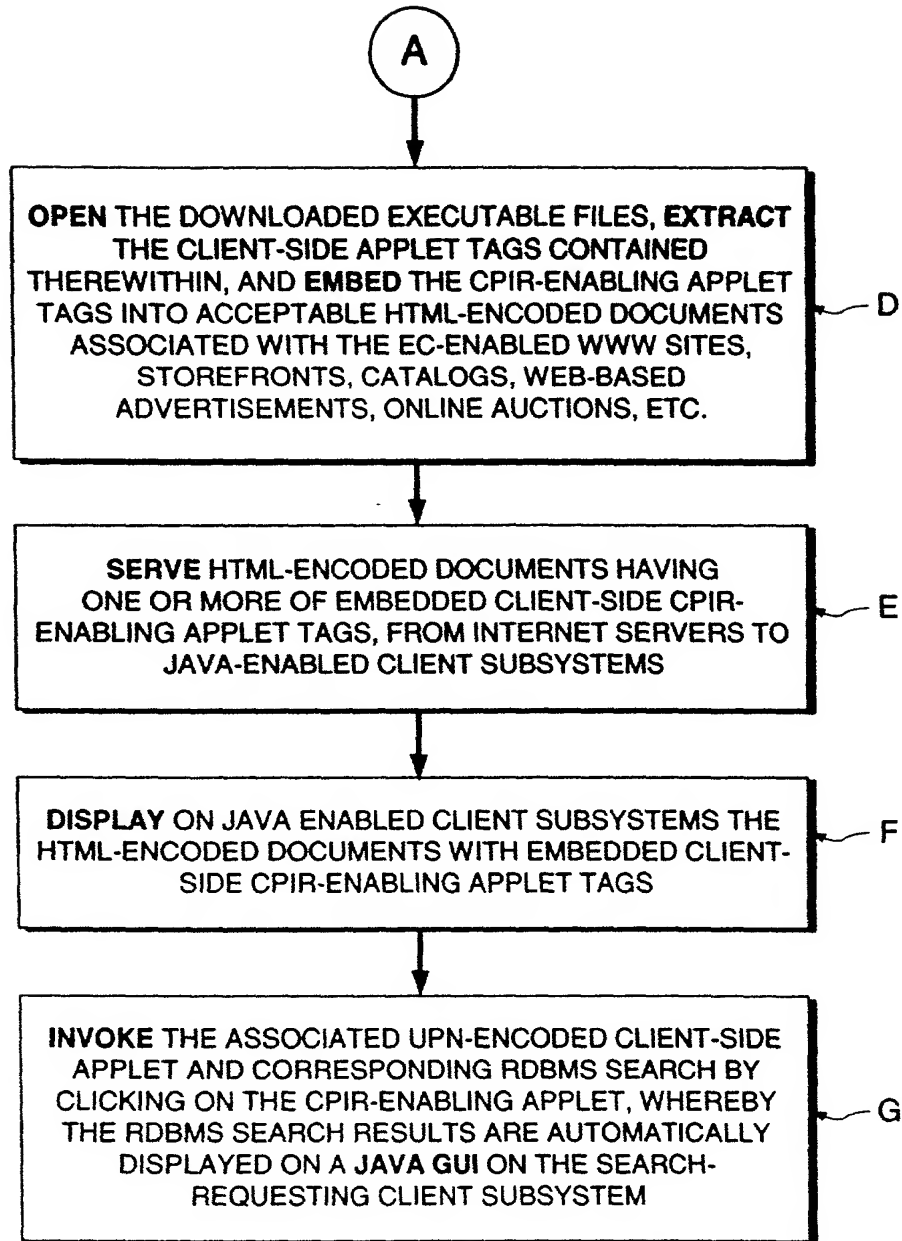 A
OPEN THE DOWNLOADED EXECUTABLE FILES, EXTRACT
THE CLIENT-SIDE APPLET TAGS CONTAINED
THEREWITHIN, AND EMBED THE CPIR-ENABLING APPLET
TAGS INTO ACCEPTABLE HTML-ENCODED DOCUMENTS
ASSOCIATED WITH THE EC-ENABLED WWW SITES,
STOREFRONTS, CATALOGS, WEB-BASED
ADVERTISEMENTS, ONLINE AUCTIONS, ETC.
D
SERVE HTML-ENCODED DOCUMENTS HAVING
ONE OR MORE OF EMBEDDED CLIENT-SIDE CPIR-
ENABLING APPLET TAGS, FROM INTERNET SERVERS TO
JAVA-ENABLED CLIENT SUBSYSTEMS
E
DISPLAY ON JAVA ENABLED CLIENT SUBSYSTEMS THE
HTML-ENCODED DOCUMENTS WITH EMBEDDED CLIENT-
SIDE CPIR-ENABLING APPLET TAGS
F
INVOKE THE ASSOCIATED UPN-ENCODED CLIENT-SIDE
APPLET AND CORRESPONDING RDBMS SEARCH BY
CLICKING ON THE CPIR-ENABLING APPLET, WHEREBY
THE RDBMS SEARCH RESULTS ARE AUTOMATICALLY
DISPLAYED ON A JAVA GUI ON THE SEARCH-
REQUESTING CLIENT SUBSYSTEM
G